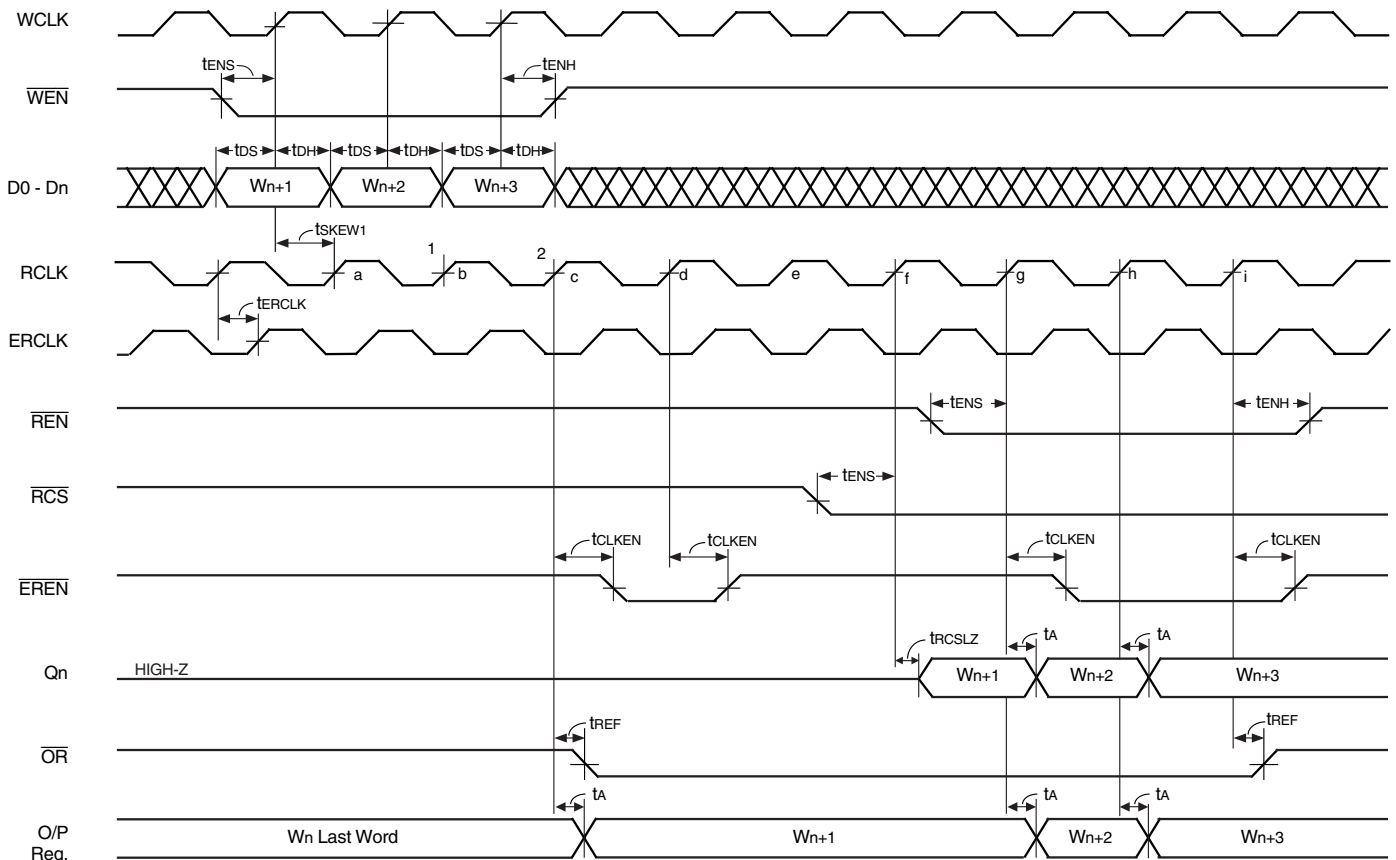 WCLK
tENS
tENH
WEN
tDS tDH tDS tDH tDS tDH
D0 - Dn
Wn+1 Wn+2 Wn+3
tSKEW1
1 2
RCLK
a b c d e f g h i
tERCLK
ERCLK
REN
tENS
tENH
RCS
tENS
tCLKEN tCLKEN tCLKEN tCLKEN
EREN
tRCSLZ
tA tA
Qn
HIGH-Z
Wn+1 Wn+2 Wn+3
tREF
tREF
OR
tA tA tA
O/P
Reg.
Wn Last Word Wn+1 Wn+2 Wn+3